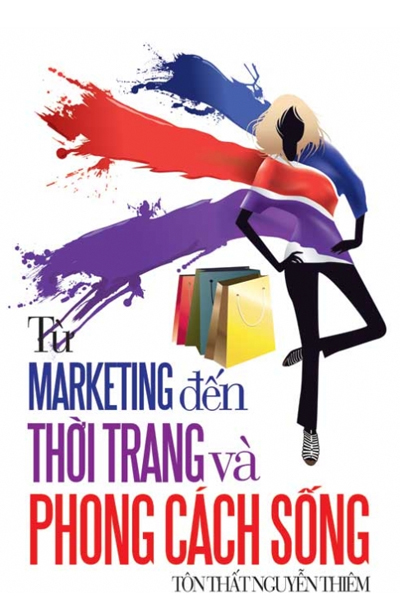 Từ
MARKETING đến
THỜI TRANG và
PHONG CÁCH SỐNG
TÔN THẤT NGUYỄN THIÊM